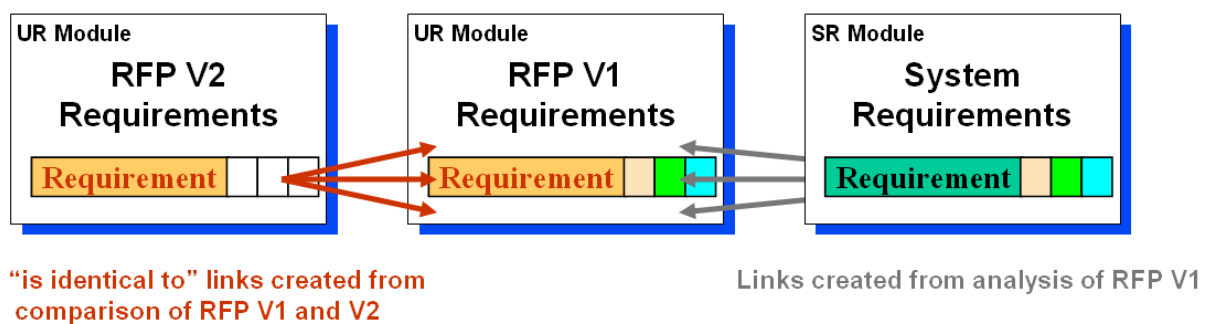 UR Module
RFP V2
Requirements
Requirement
UR Module
RFP V1
Requirements
Requirement
SR Module
System
Requirements
Requirement
“is identical to” links created from
comparison of RFP V1 and V2
Links created from analysis of RFP V1